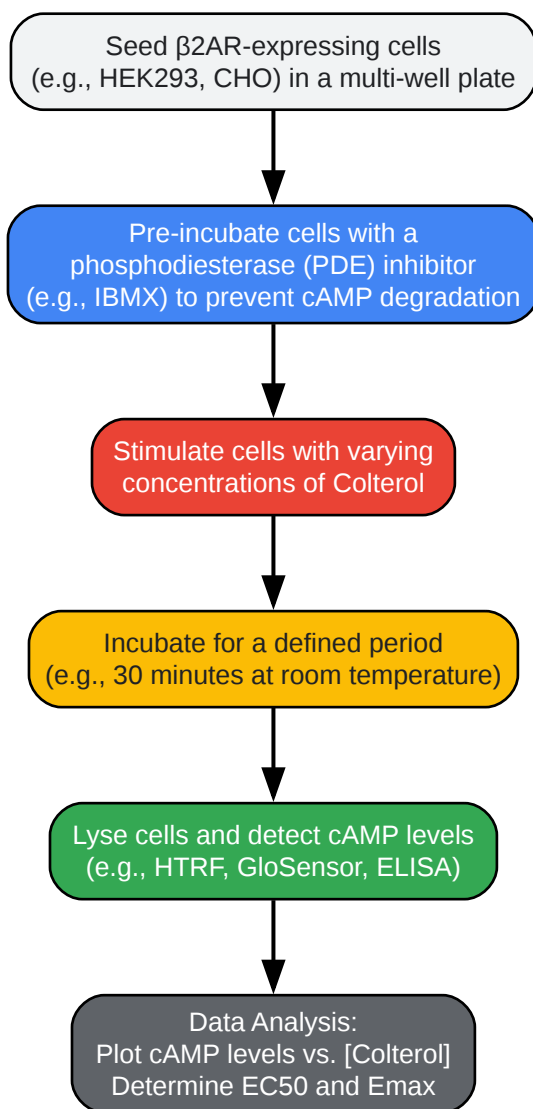 Seed β2AR-expressing cells
(e.g., HEK293, CHO) in a multi-well plate
Pre-incubate cells with a
phosphodiesterase (PDE) inhibitor
(e.g., IBMX) to prevent cAMP degradation
Stimulate cells with varying
concentrations of Colterol
Incubate for a defined period
(e.g., 30 minutes at room temperature)
Lyse cells and detect cAMP levels
(e.g., HTRF, GloSensor, ELISA)
Data Analysis:
Plot cAMP levels vs. [Colterol]
Determine EC50 and Emax